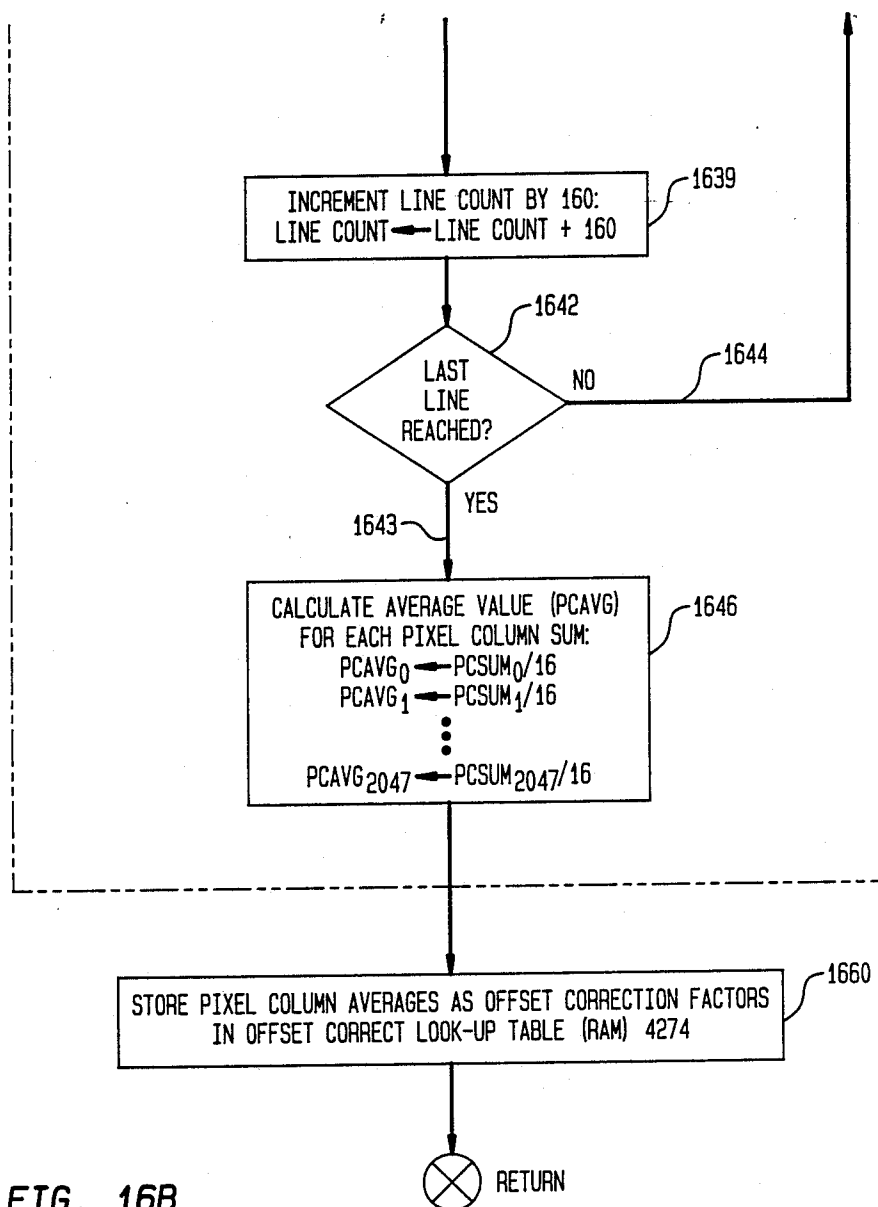 INCREMENT LINE COUNT BY 160:
LINE COUNT ← LINE COUNT + 160
1639
LAST
LINE
REACHED?
1642
NO
1644
YES
1643
CALCULATE AVERAGE VALUE (PCAVG)
FOR EACH PIXEL COLUMN SUM:
PCAVG₀ ← PCSUM₀/16
PCAVG₁ ← PCSUM₁/16
PCAVG₂₀₄₇ ← PCSUM₂₀₄₇/16
1646
STORE PIXEL COLUMN AVERAGES AS OFFSET CORRECTION FACTORS
IN OFFSET CORRECT LOOK-UP TABLE (RAM) 4274
1660
RETURN
FIG. 16B